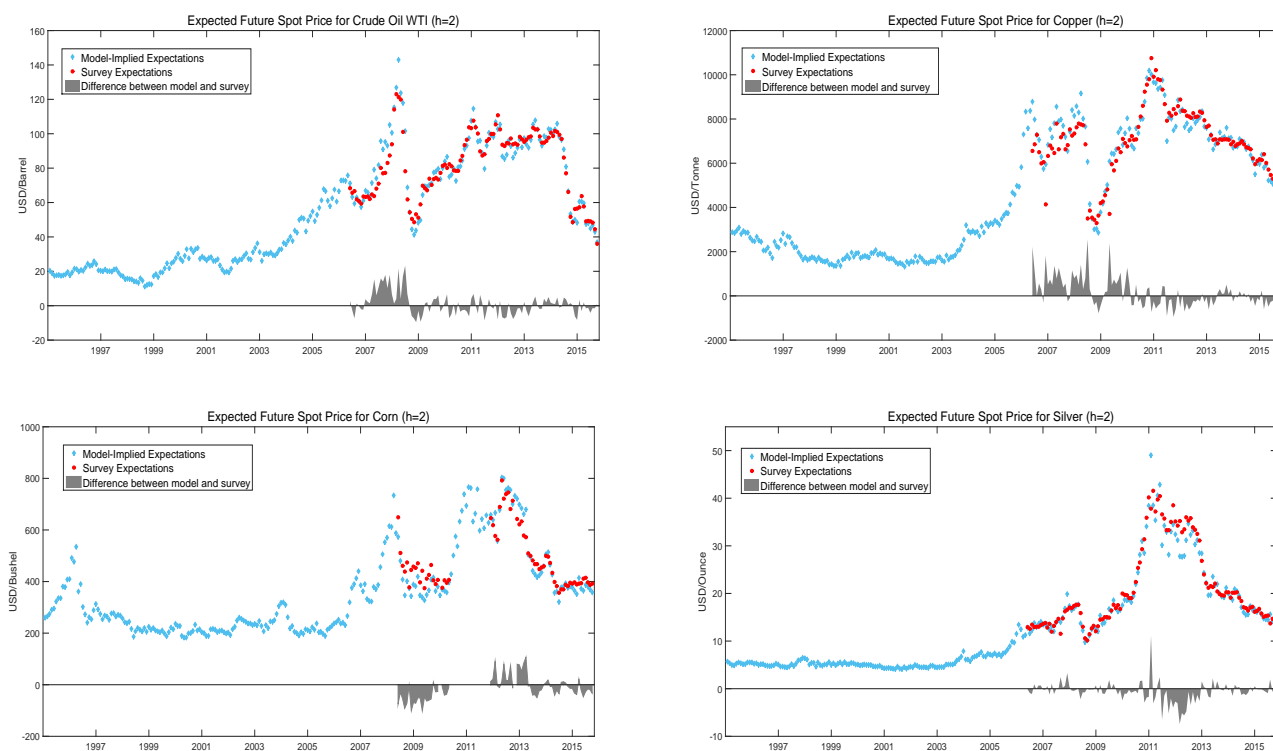 Expected Future Spot Price for Crude Oil WTI (h=2)
160
140
120
100
80
60
40
20
0
-20
USD/Barrel
Model-Implied Expectations
Survey Expectations
Difference between model and survey
1997 1999 2001 2003 2005 2007 2009 2011 2013 2015
Expected Future Spot Price for Copper (h=2)
12000
10000
8000
6000
4000
2000
0
-2000
USD/Tonne
Model-Implied Expectations
Survey Expectations
Difference between model and survey
1997 1999 2001 2003 2005 2007 2009 2011 2013 2015
Expected Future Spot Price for Corn (h=2)
1000
800
600
400
200
0
-200
USD/Bushel
Model-Implied Expectations
Survey Expectations
Difference between model and survey
1997 1999 2001 2003 2005 2007 2009 2011 2013 2015
Expected Future Spot Price for Silver (h=2)
50
40
30
20
10
0
-10
USD/Ounce
Model-Implied Expectations
Survey Expectations
Difference between model and survey
1997 1999 2001 2003 2005 2007 2009 2011 2013 2015